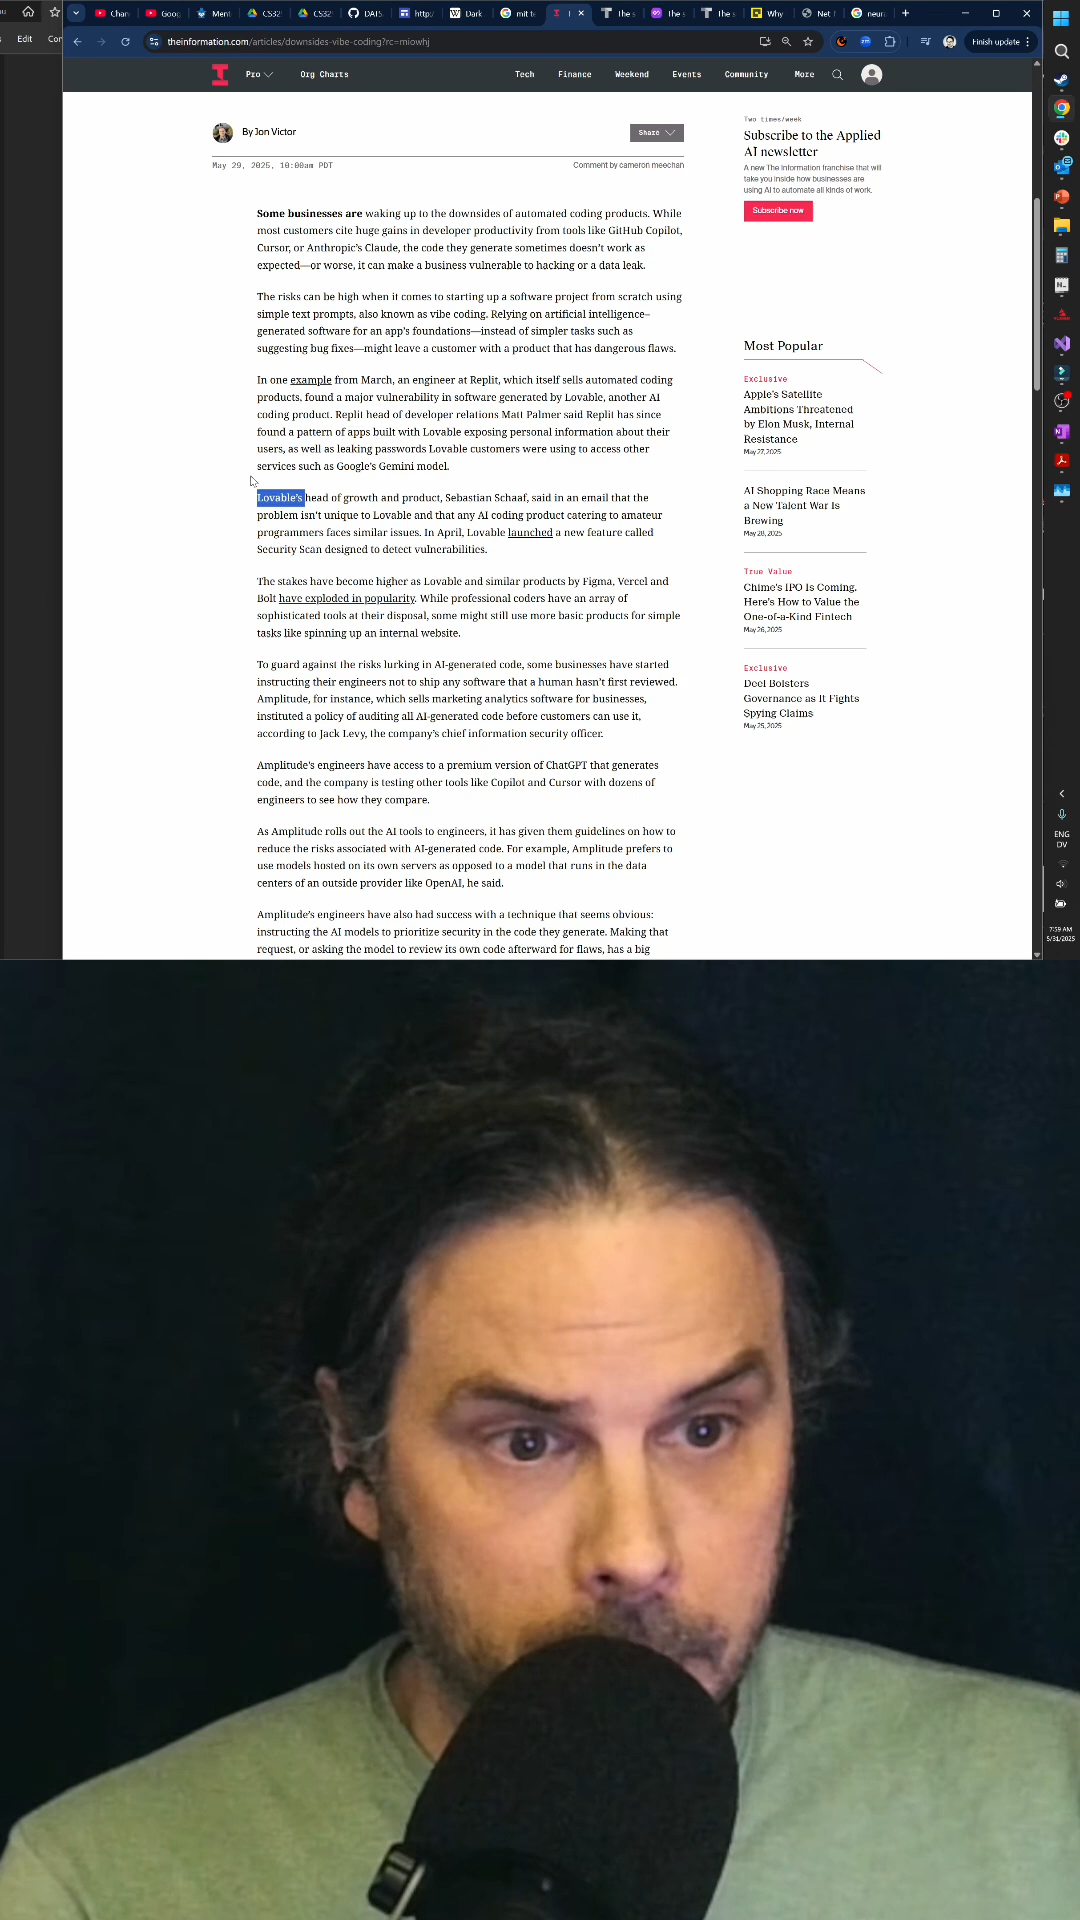 Edit
Cor
Chan
Goog
Ment
CS32
CS32
DATS
http:/
Dark
mit te
The s
The s
The s
Why
Net
neur
theinformation.com/articles/downsides-vibe-coding?rc=miowhj
Finish update
Pro
Org Charts
Tech
Finance
Weekend
Events
Community
More
By Jon Victor
Share
May 29, 2025, 10:00am PDT
Comment by cameron meechan
Some businesses are waking up to the downsides of automated coding products. While
most customers cite huge gains in developer productivity from tools like GitHub Copilot,
Cursor, or Anthropic’s Claude, the code they generate sometimes doesn’t work as
expected—or worse, it can make a business vulnerable to hacking or a data leak.
The risks can be high when it comes to starting up a software project from scratch using
simple text prompts, also known as vibe coding. Relying on artificial intelligence–
generated software for an app’s foundations—instead of simpler tasks such as
suggesting bug fixes—might leave a customer with a product that has dangerous flaws.
In one example from March, an engineer at Replit, which itself sells automated coding
products, found a major vulnerability in software generated by Lovable, another AI
coding product. Replit head of developer relations Matt Palmer said Replit has since
found a pattern of apps built with Lovable exposing personal information about their
users, as well as leaking passwords Lovable customers were using to access other
services such as Google’s Gemini model.
Lovable’s head of growth and product, Sebastian Schaaf, said in an email that the
problem isn’t unique to Lovable and that any AI coding product catering to amateur
programmers faces similar issues. In April, Lovable launched a new feature called
Security Scan designed to detect vulnerabilities.
The stakes have become higher as Lovable and similar products by Figma, Vercel and
Bolt have exploded in popularity. While professional coders have an array of
sophisticated tools at their disposal, some might still use more basic products for simple
tasks like spinning up an internal website.
To guard against the risks lurking in AI-generated code, some businesses have started
instructing their engineers not to ship any software that a human hasn’t first reviewed.
Amplitude, for instance, which sells marketing analytics software for businesses,
instituted a policy of auditing all AI-generated code before customers can use it,
according to Jack Levy, the company’s chief information security officer.
Amplitude’s engineers have access to a premium version of ChatGPT that generates
code, and the company is testing other tools like Copilot and Cursor with dozens of
engineers to see how they compare.
As Amplitude rolls out the AI tools to engineers, it has given them guidelines on how to
reduce the risks associated with AI-generated code. For example, Amplitude prefers to
use models hosted on its own servers as opposed to a model that runs in the data
centers of an outside provider like OpenAI, he said.
Amplitude’s engineers have also had success with a technique that seems obvious:
instructing the AI models to prioritize security in the code they generate. Making that
request, or asking the model to review its own code afterward for flaws, has a big
Two times/week
Subscribe to the Applied
AI newsletter
A new The Information franchise that will
take you inside how businesses are
using AI to automate all kinds of work.
Subscribe now
Most Popular
Exclusive
Apple’s Satellite
Ambitions Threatened
by Elon Musk, Internal
Resistance
May 27, 2025
AI Shopping Race Means
a New Talent War Is
Brewing
May 28, 2025
True Value
Chime’s IPO Is Coming.
Here’s How to Value the
One-of-a-Kind Fintech
May 26, 2025
Exclusive
Deel Bolsters
Governance as It Fights
Spying Claims
May 25, 2025
ENG
DV
7:59 AM
5/31/2025